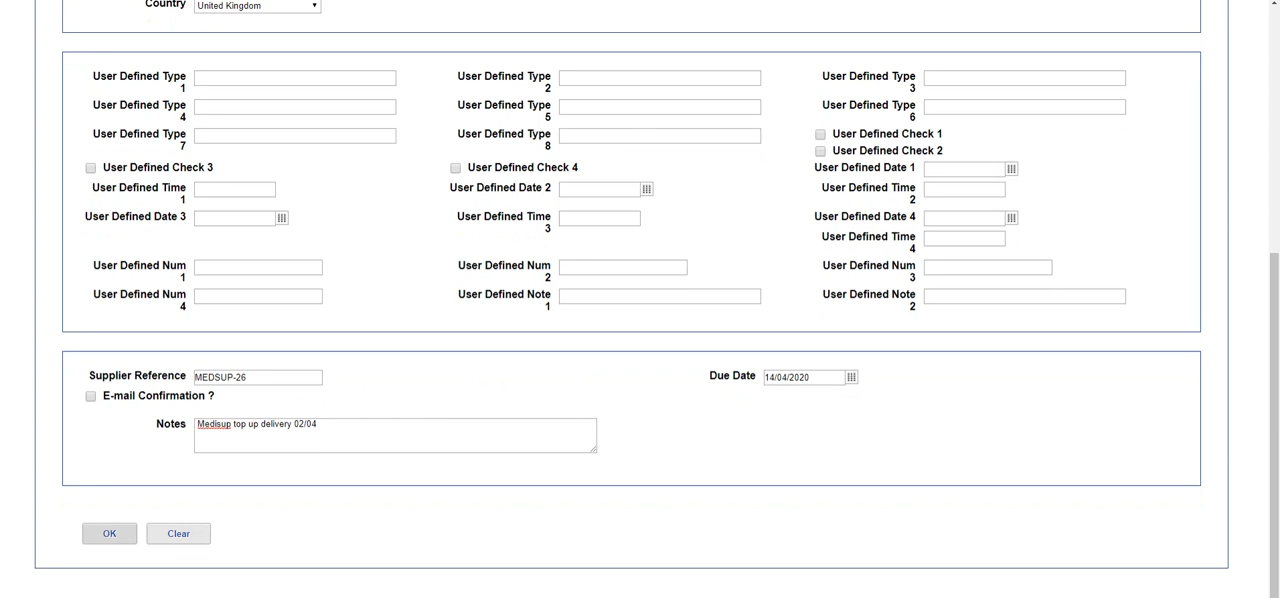 Country United Kingdom
User Defined Type 1 User Defined Type 2 User Defined Type 3
User Defined Type 4 User Defined Type 5 User Defined Type 6
User Defined Type 7 User Defined Type 8 User Defined Check 1
User Defined Check 2
User Defined Check 3 User Defined Check 4 User Defined Date 1
User Defined Time 1 User Defined Date 2 User Defined Time 2
User Defined Date 3 User Defined Time 3 User Defined Date 4
User Defined Time 4
User Defined Num 1 User Defined Num 2 User Defined Num 3
User Defined Num 4 User Defined Note 1 User Defined Note 2
Supplier Reference MEDSUP-26 Due Date 14/04/2020
E-mail Confirmation ?
Notes Medisup top up delivery 02/04
OK Clear